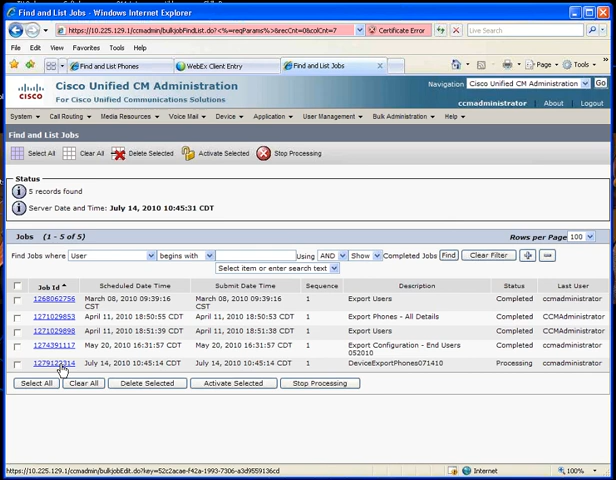 Find and List Jobs - Windows Internet Explorer
https://10.225.129.1/ccmadmin/bulkjobFindList.do?<%=reqParams%>&recCnt=0&colCnt=7 Certificate Error
File Edit View Favorites Tools Help
Find and List Phones WebEx Client Entry Find and List Jobs Page Tools
Cisco Unified CM Administration Navigation Cisco Unified CM Administration Go
CISCO For Cisco Unified Communications Solutions ccmadministrator About Logout
System Call Routing Media Resources Voice Mail Device Application User Management Bulk Administration Help
Find and List Jobs
Select All Clear All Delete Selected Activate Selected Stop Processing
Status
5 records found
Server Date and Time: July 14, 2010 10:45:31 CDT
Jobs (1 - 5 of 5) Rows per Page 100
Find Jobs where User begins with Using AND Show Completed Jobs Find Clear Filter
Select item or enter search text
Job Id Scheduled Date Time Submit Date Time Sequence Description Status Last User
1268062756 March 08, 2010 09:39:16 CST March 08, 2010 09:39:16 CST 1 Export Users Completed ccmadministrator
1271029853 April 11, 2010 18:50:55 CDT April 11, 2010 18:50:53 CDT 1 Export Phones - All Details Completed CCMAdministrator
1271029898 April 11, 2010 18:51:39 CDT April 11, 2010 18:51:38 CDT 1 Export Users Completed CCMAdministrator
1274391117 May 20, 2010 16:31:57 CDT May 20, 2010 16:31:57 CDT 1 Export Configuration - End Users 052010 Completed ccmadministrator
1279122314 July 14, 2010 10:45:14 CDT July 14, 2010 10:45:14 CDT 1 DeviceExportPhones071410 Processing ccmadministrator
Select All Clear All Delete Selected Activate Selected Stop Processing
https://10.225.129.1/ccmadmin/bulkjobEdit.do?key=52c2acae-f42a-1993-7306-a3d9559136cd Internet 100%